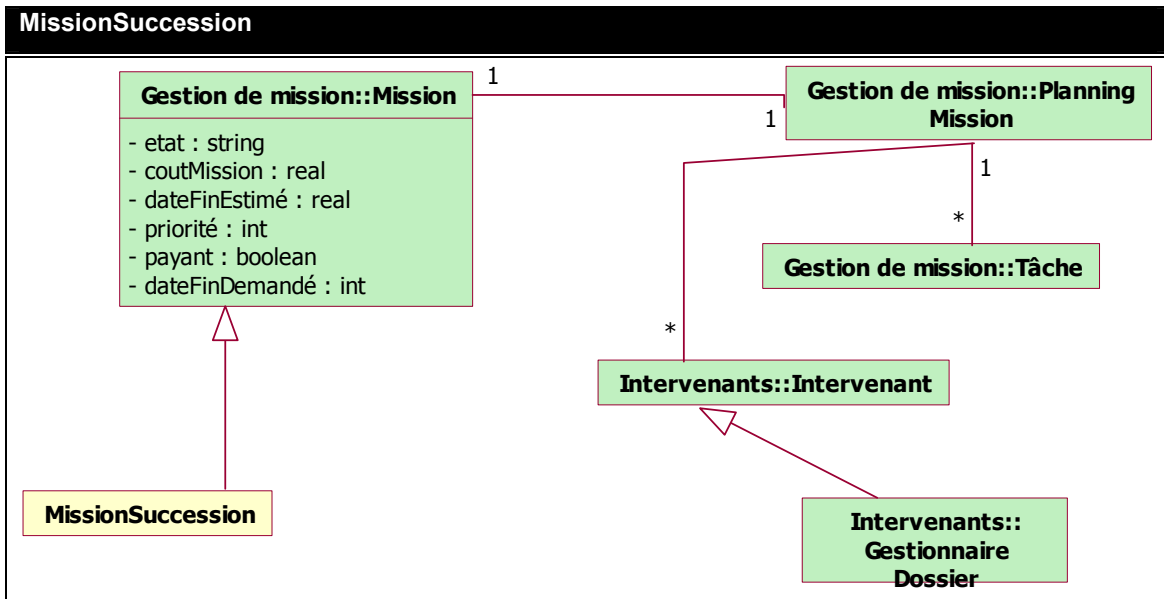 MissionSuccession
Gestion de mission::Mission
- etat : string
- coutMission : real
- dateFinEstimé : real
- priorité : int
- payant : boolean
- dateFinDemandé : int
1
1
Gestion de mission::Planning
Mission
1
*
Gestion de mission::Tâche
*
Intervenants::Intervenant
MissionSuccession
Intervenants::
Gestionnaire
Dossier